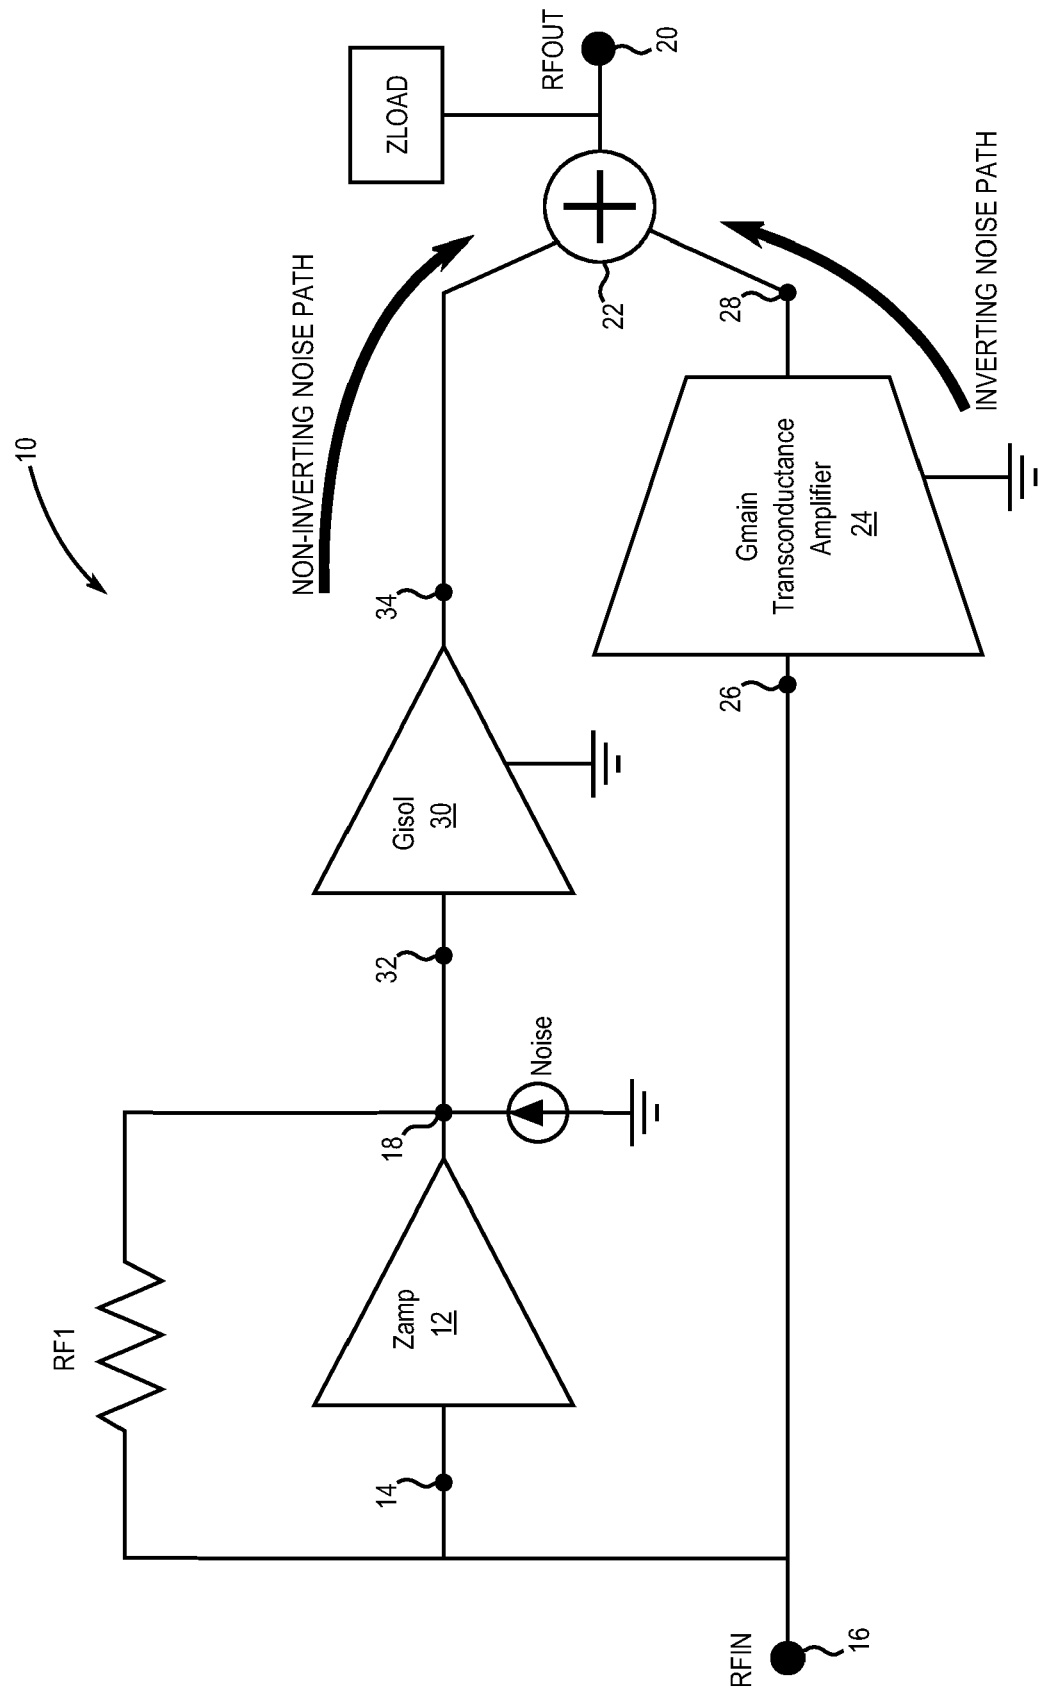 10
NON-INVERTING NOISE PATH
ZLOAD
RFOUT
20
RF1
14
Zamp
12
18
Noise
32
Gisol
30
34
22
28
INVERTING NOISE PATH
RFIN
16
26
Gmain
Transconductance
Amplifier
24